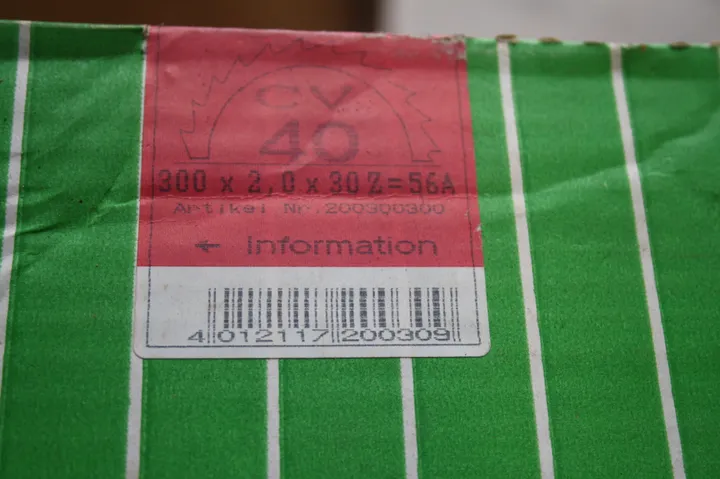 CV
40
300 x 2,0 x 30 Z=56A
Artikel Nr.200300300
← Information
4 012117 200309